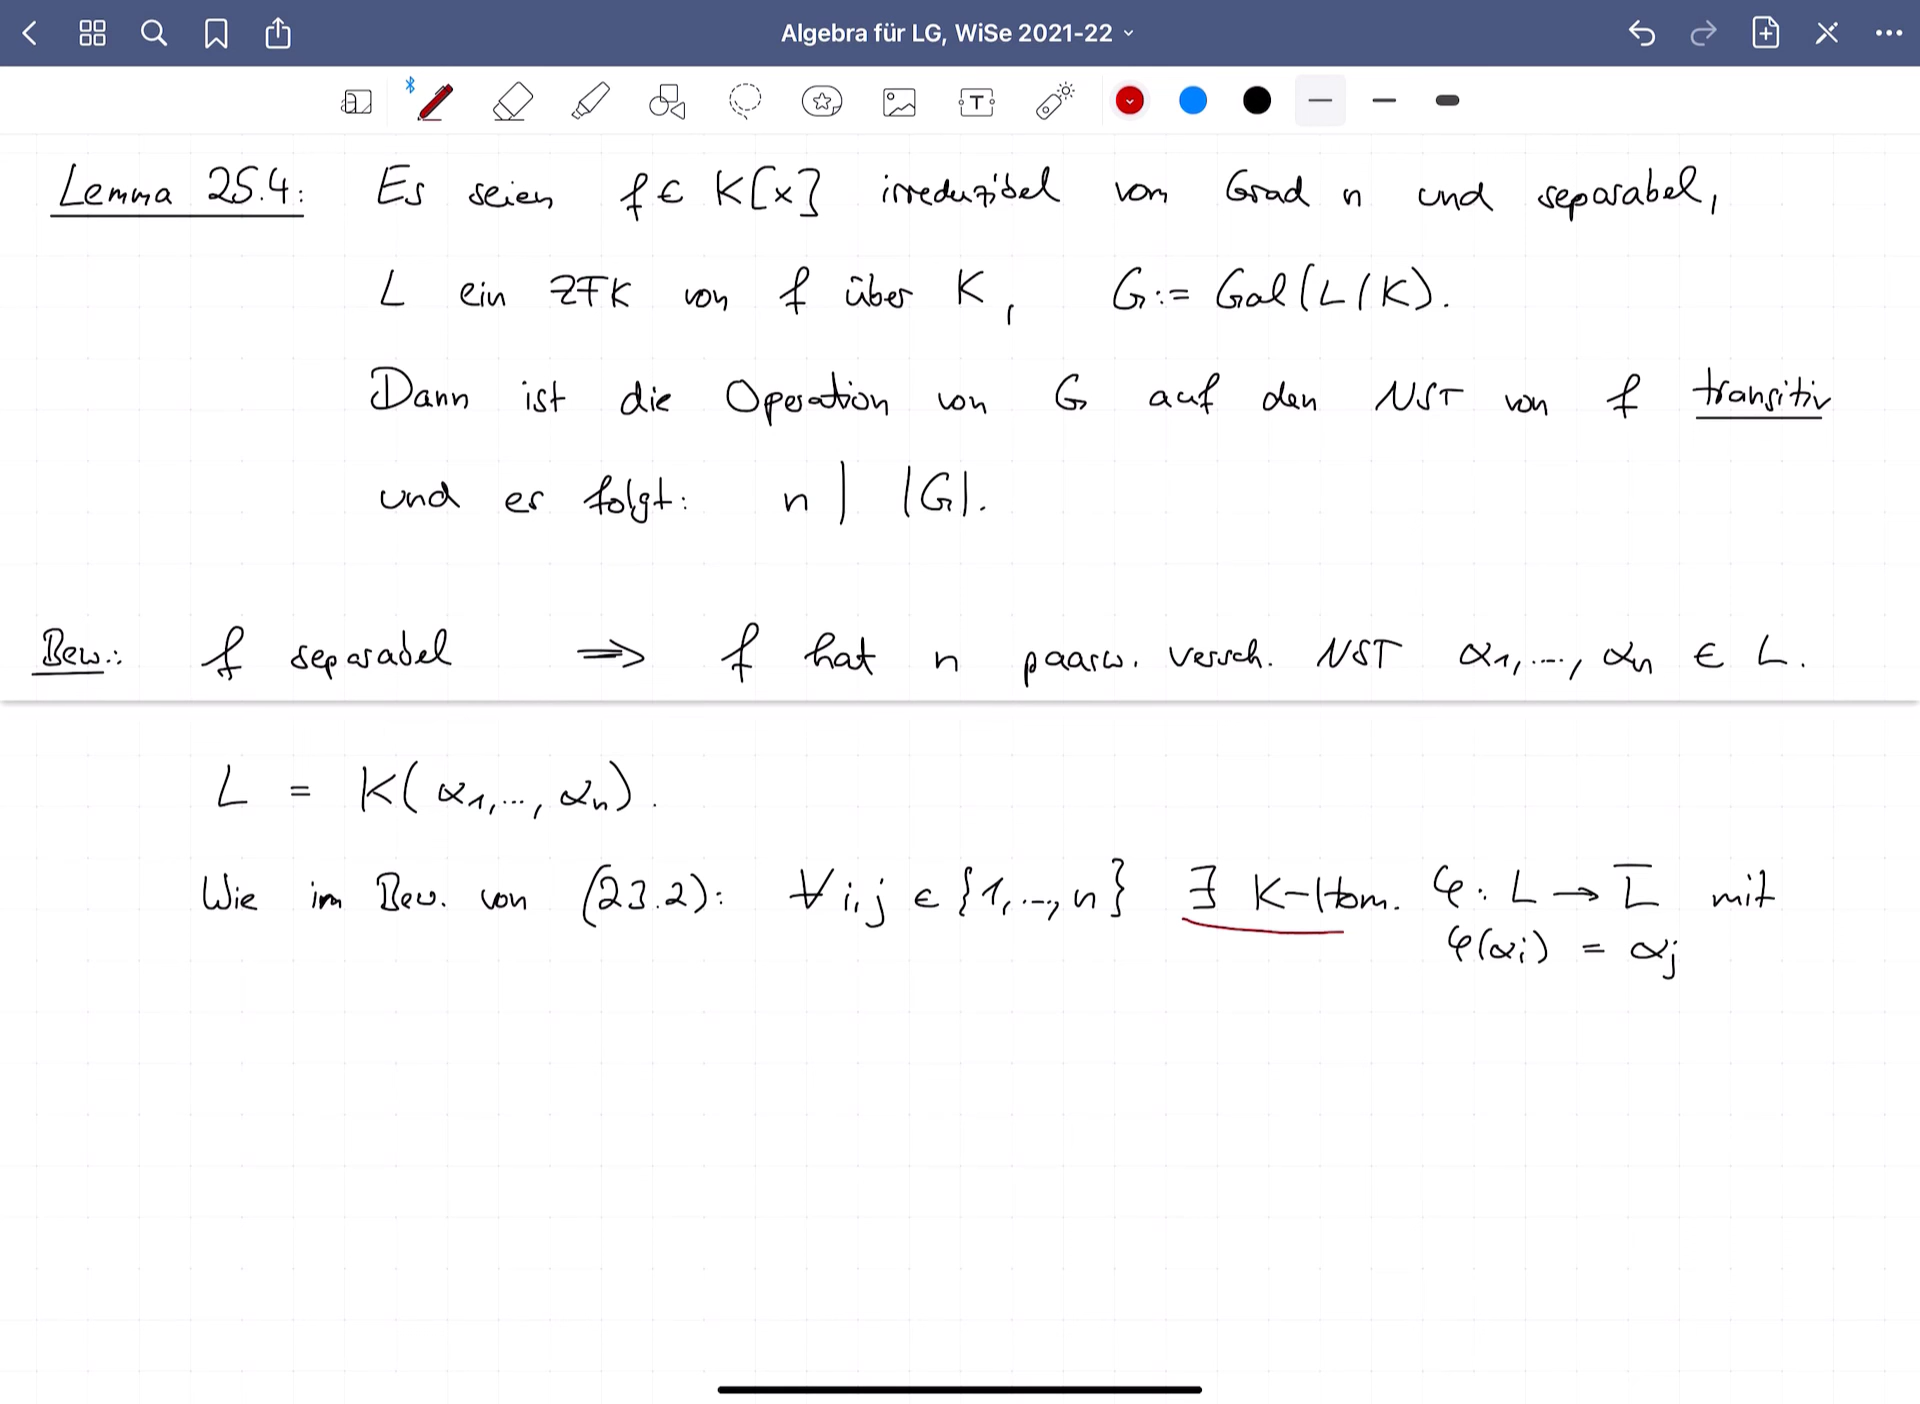 Algebra für LG, WiSe 2021-22
Lemma 25.4: Es seien f ∈ K[x] irreduzibel vom Grad n und separabel,
L ein ZFK von f über K, G := Gal(L/K).
Dann ist die Operation von G auf den NST von f transitiv
und es folgt: n | |G|.
Bew.: f separabel ⟹ f hat n paarw. versch. NST α₁,…, αₙ ∈ L.
L = K(α₁,…, αₙ).
Wie im Bew. von (23.2): ∀ i,j ∈ {1,…,n} ∃ K-Hom. φ: L → L̅ mit
φ(αᵢ) = αⱼ